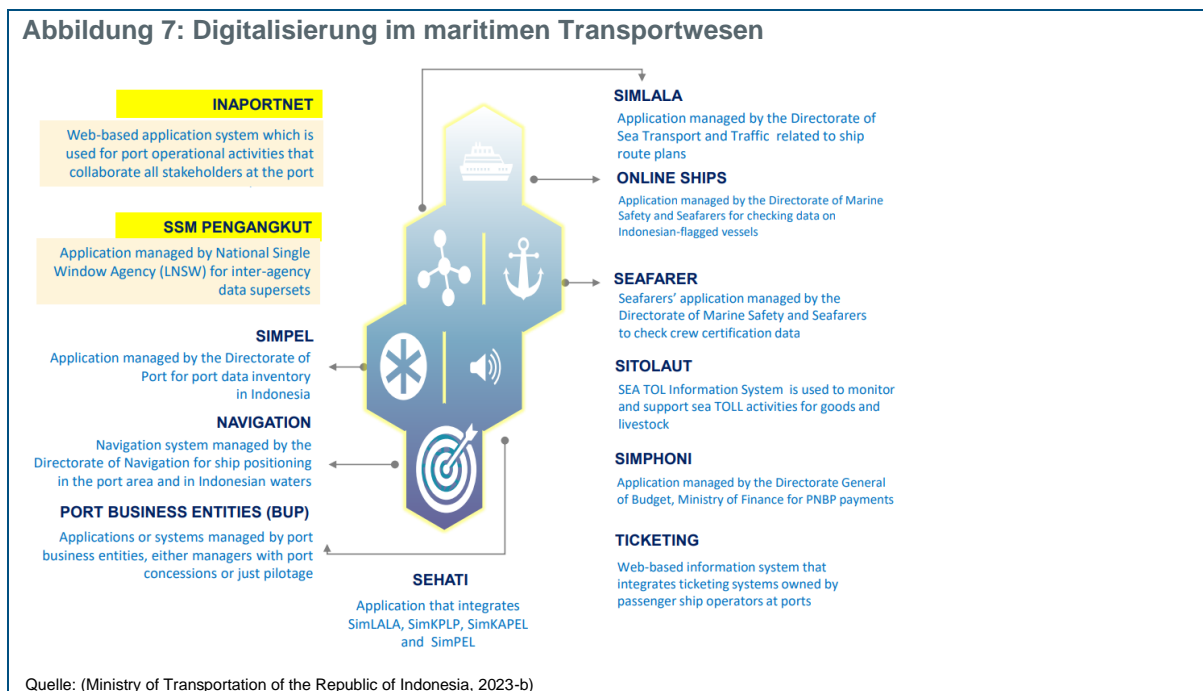 Abbildung 7: Digitalisierung im maritimen Transportwesen
INAPORTNET
Web-based application system which is
used for port operational activities that
collaborate all stakeholders at the port
SSM PENGANGKUT
Application managed by National Single
Window Agency (LNSW) for inter-agency
data supersets
SIMPEL
Application managed by the Directorate of
Port for port data inventory
in Indonesia
NAVIGATION
Navigation system managed by the
Directorate of Navigation for ship positioning
in the port area and in Indonesian waters
PORT BUSINESS ENTITIES (BUP)
Applications or systems managed by port
business entities, either managers with port
concessions or just pilotage
SEHATI
Application that integrates
SimLALA, SimKPLP, SimKAPEL
and SimPEL
SIMLALA
Application managed by the Directorate of
Sea Transport and Traffic related to ship
route plans
ONLINE SHIPS
Application managed by the Directorate of Marine
Safety and Seafarers for checking data on
Indonesian-flagged vessels
SEAFARER
Seafarers' application managed by the
Directorate of Marine Safety and Seafarers
to check crew certification data
SITOLAUT
SEA TOL Information System is used to monitor
and support sea TOLL activities for goods and
livestock
SIMPHONI
Application managed by the Directorate General
of Budget, Ministry of Finance for PNBP payments
TICKETING
Web-based information system that
integrates ticketing systems owned by
passenger ship operators at ports
Quelle: (Ministry of Transportation of the Republic of Indonesia, 2023-b)